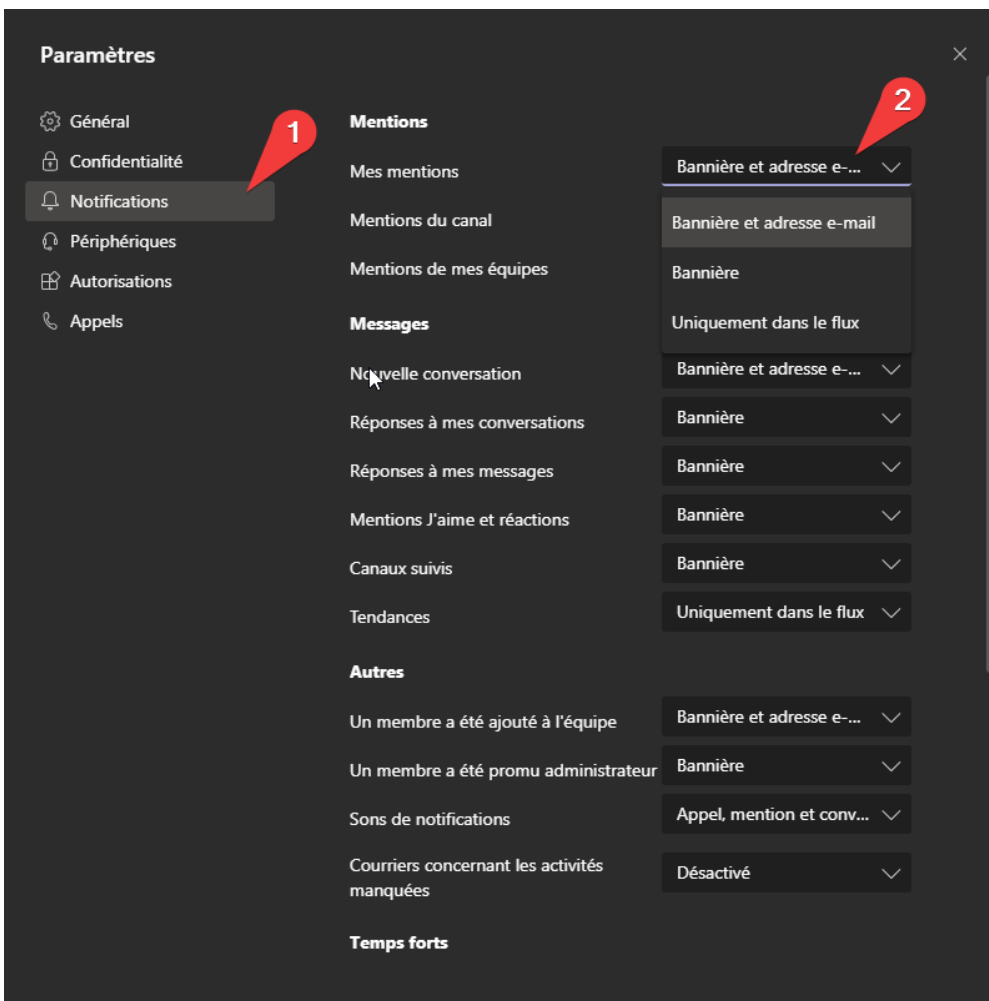 Paramètres
Général
Confidentialité
Notifications
Périphériques
Autorisations
Appels
1
2
Mentions
Mes mentions
Bannière et adresse e-...
Mentions du canal
Bannière et adresse e-mail
Mentions de mes équipes
Bannière
Messages
Uniquement dans le flux
Nouvelle conversation
Bannière et adresse e-...
Réponses à mes conversations
Bannière
Réponses à mes messages
Bannière
Mentions J'aime et réactions
Bannière
Canaux suivis
Bannière
Tendances
Uniquement dans le flux
Autres
Un membre a été ajouté à l'équipe
Bannière et adresse e-...
Un membre a été promu administrateur
Bannière
Sons de notifications
Appel, mention et conv...
Courriers concernant les activités
manquées
Désactivé
Temps forts